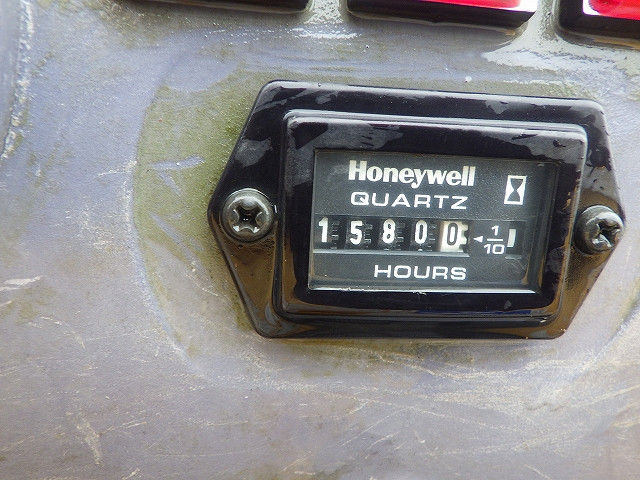 Honeywell
QUARTZ
15800 ◄ 1/10
HOURS